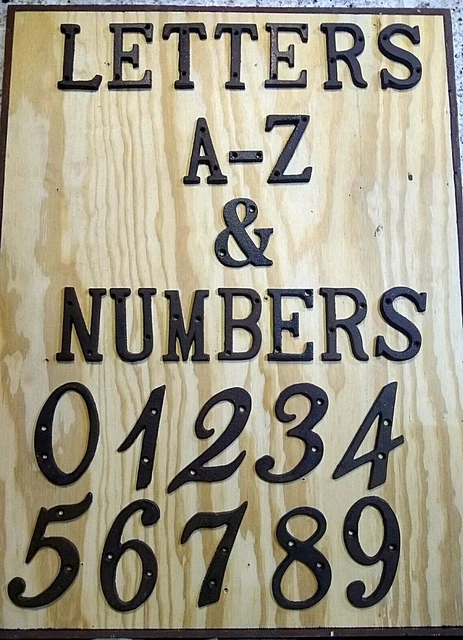 LETTERS
A-Z
&
NUMBERS
01234
56789